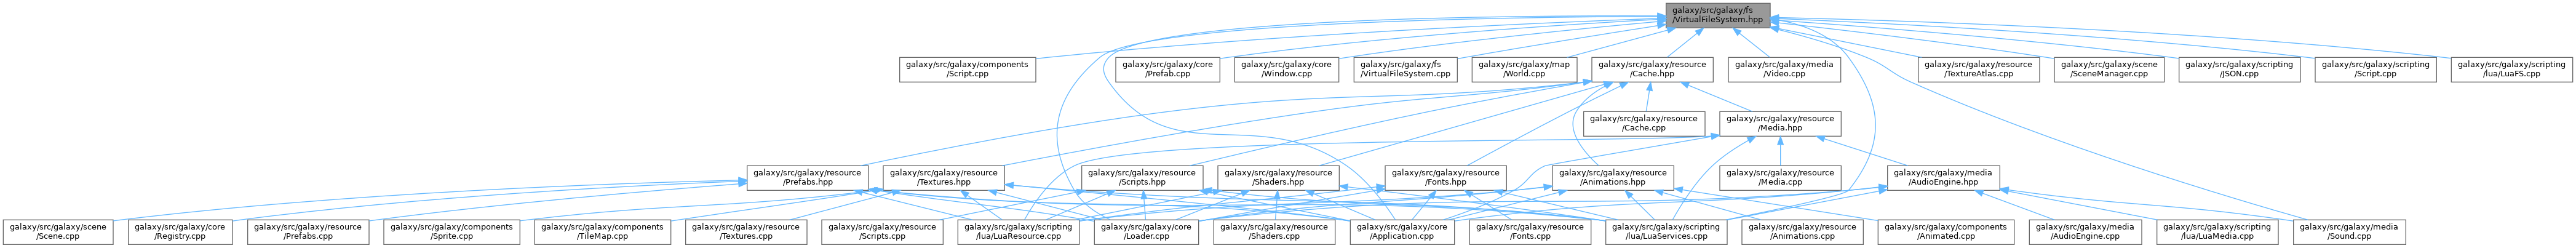 galaxy/src/galaxy/fs
/VirtualFileSystem.hpp
galaxy/src/galaxy/components
/Script.cpp
galaxy/src/galaxy/core
/Prefab.cpp
galaxy/src/galaxy/core
/Window.cpp
galaxy/src/galaxy/fs
/VirtualFileSystem.cpp
galaxy/src/galaxy/map
/World.cpp
galaxy/src/galaxy/resource
/Cache.hpp
galaxy/src/galaxy/media
/Video.cpp
galaxy/src/galaxy/resource
/TextureAtlas.cpp
galaxy/src/galaxy/scene
/SceneManager.cpp
galaxy/src/galaxy/scripting
/JSON.cpp
galaxy/src/galaxy/scripting
/Script.cpp
galaxy/src/galaxy/scripting
/lua/LuaFS.cpp
galaxy/src/galaxy/resource
/Cache.cpp
galaxy/src/galaxy/resource
/Media.hpp
galaxy/src/galaxy/resource
/Prefabs.hpp
galaxy/src/galaxy/resource
/Textures.hpp
galaxy/src/galaxy/resource
/Scripts.hpp
galaxy/src/galaxy/resource
/Shaders.hpp
galaxy/src/galaxy/resource
/Fonts.hpp
galaxy/src/galaxy/resource
/Animations.hpp
galaxy/src/galaxy/resource
/Media.cpp
galaxy/src/galaxy/media
/AudioEngine.hpp
galaxy/src/galaxy/scene
/Scene.cpp
galaxy/src/galaxy/core
/Registry.cpp
galaxy/src/galaxy/resource
/Prefabs.cpp
galaxy/src/galaxy/components
/Sprite.cpp
galaxy/src/galaxy/components
/TileMap.cpp
galaxy/src/galaxy/resource
/Textures.cpp
galaxy/src/galaxy/resource
/Scripts.cpp
galaxy/src/galaxy/scripting
/lua/LuaResource.cpp
galaxy/src/galaxy/core
/Loader.cpp
galaxy/src/galaxy/resource
/Shaders.cpp
galaxy/src/galaxy/core
/Application.cpp
galaxy/src/galaxy/resource
/Fonts.cpp
galaxy/src/galaxy/scripting
/lua/LuaServices.cpp
galaxy/src/galaxy/resource
/Animations.cpp
galaxy/src/galaxy/components
/Animated.cpp
galaxy/src/galaxy/media
/AudioEngine.cpp
galaxy/src/galaxy/scripting
/lua/LuaMedia.cpp
galaxy/src/galaxy/media
/Sound.cpp